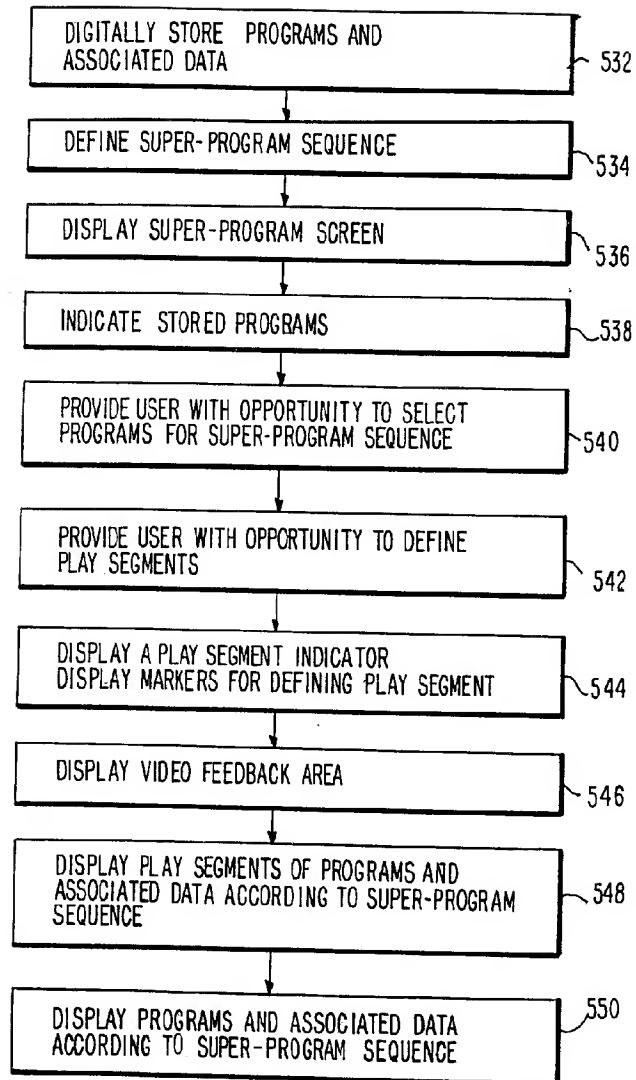 DIGITALLY STORE PROGRAMS AND
ASSOCIATED DATA
532
DEFINE SUPER-PROGRAM SEQUENCE
534
DISPLAY SUPER-PROGRAM SCREEN
536
INDICATE STORED PROGRAMS
538
PROVIDE USER WITH OPPORTUNITY TO SELECT
PROGRAMS FOR SUPER-PROGRAM SEQUENCE
540
PROVIDE USER WITH OPPORTUNITY TO DEFINE
PLAY SEGMENTS
542
DISPLAY A PLAY SEGMENT INDICATOR
DISPLAY MARKERS FOR DEFINING PLAY SEGMENT
544
DISPLAY VIDEO FEEDBACK AREA
546
DISPLAY PLAY SEGMENTS OF PROGRAMS AND
ASSOCIATED DATA ACCORDING TO SUPER-PROGRAM
SEQUENCE
548
DISPLAY PROGRAMS AND ASSOCIATED DATA
ACCORDING TO SUPER-PROGRAM SEQUENCE
550